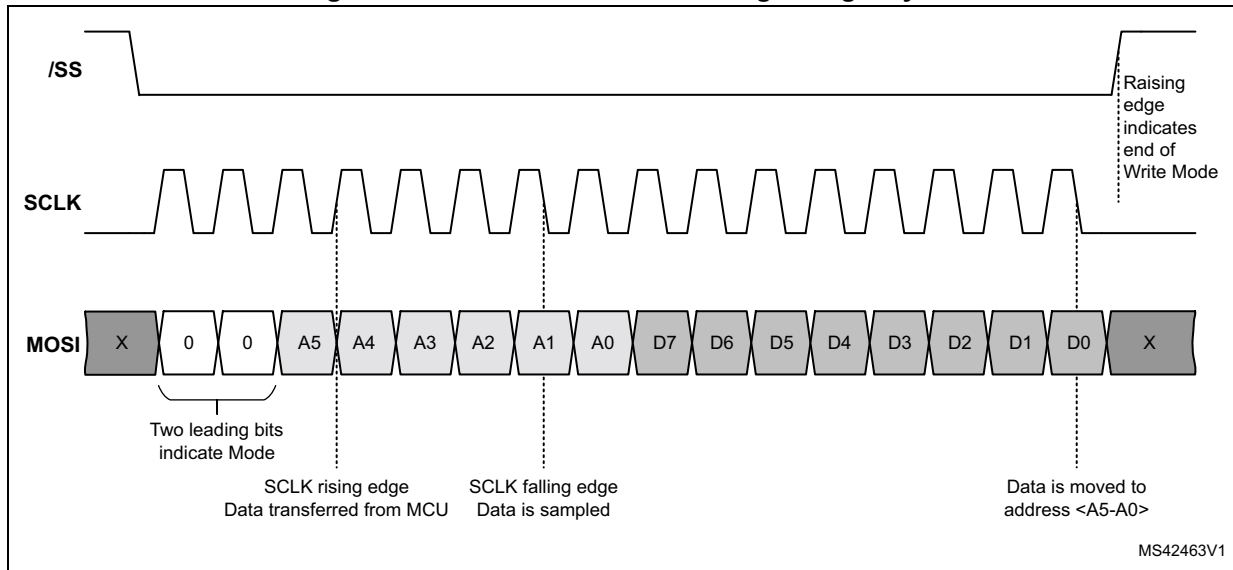 /SS
Raising
edge
indicates
end of
Write Mode
SCLK
MOSI X 0 0 A5 A4 A3 A2 A1 A0 D7 D6 D5 D4 D3 D2 D1 D0 X
Two leading bits
indicate Mode
SCLK rising edge
Data transferred from MCU
SCLK falling edge
Data is sampled
Data is moved to
address <A5-A0>
MS42463V1